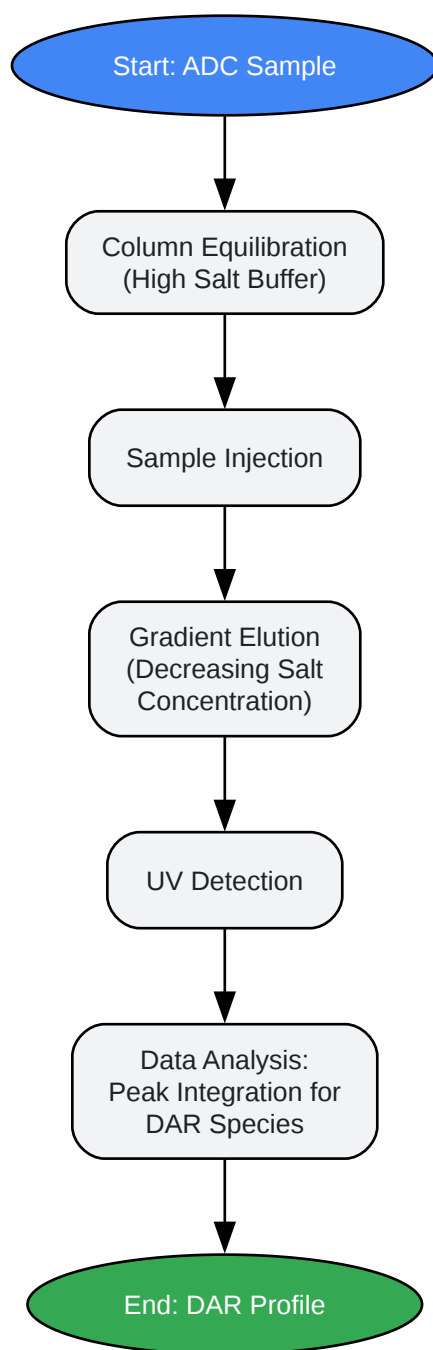 Start: ADC Sample
Column Equilibration
(High Salt Buffer)
Sample Injection
Gradient Elution
(Decreasing Salt
Concentration)
UV Detection
Data Analysis:
Peak Integration for
DAR Species
End: DAR Profile